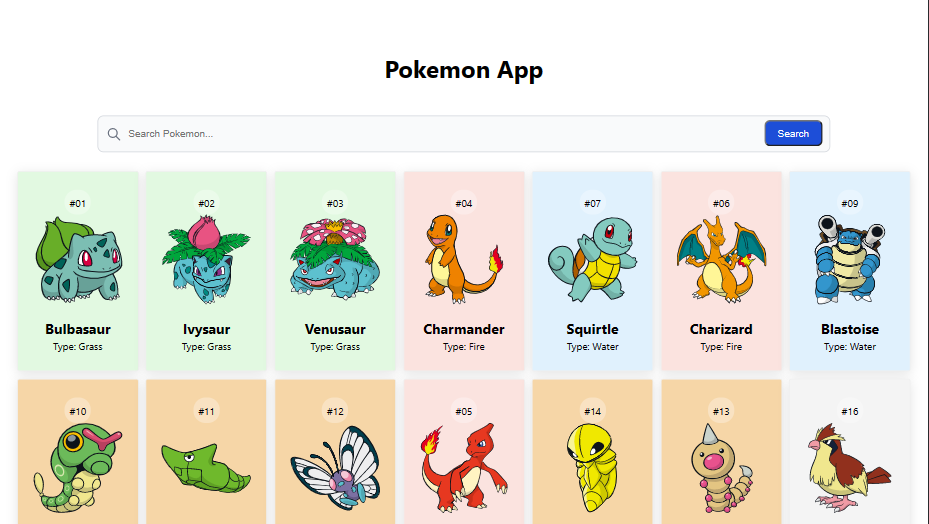 Pokemon App
Search Pokemon...
Search
#01
#02
#03
#04
#07
#06
#09
Bulbasaur
Ivysaur
Venusaur
Charmander
Squirtle
Charizard
Blastoise
Type: Grass
Type: Grass
Type: Grass
Type: Fire
Type: Water
Type: Fire
Type: Water
#10
#11
#12
#05
#14
#13
#16